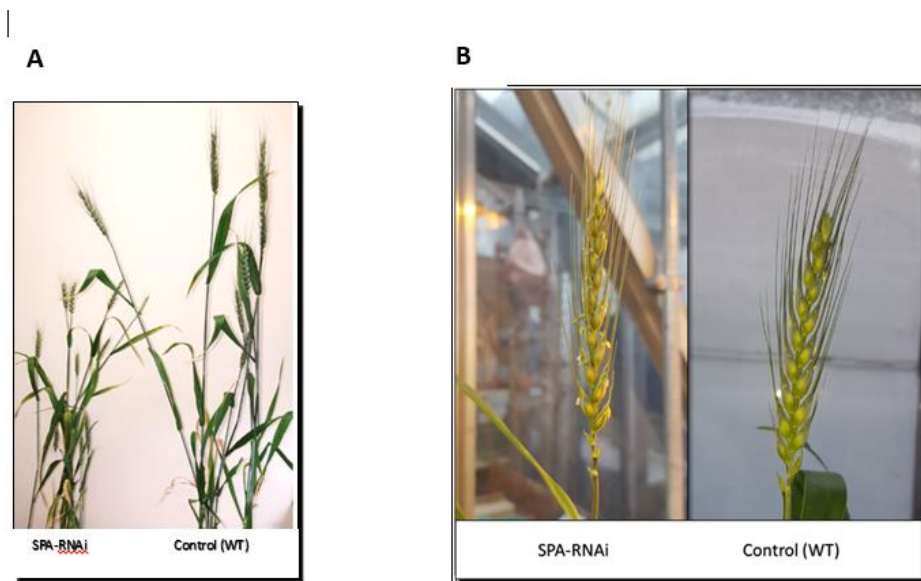 A
B
SPA-RNAi
Control (WT)
SPA-RNAi
Control (WT)